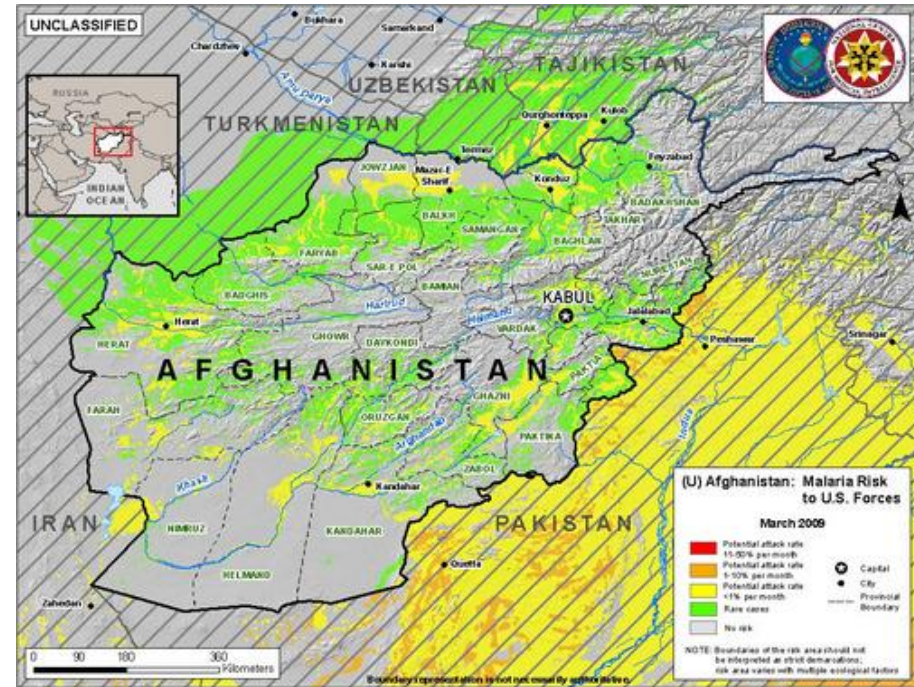 UNCLASSIFIED
Bukhara
Samarkand
Chardzhew
Karshi
TAJIKISTAN
UZBEKISTAN
Amu Darya
Qurghonteppa
Kulob
RUSSIA
TURKMENISTAN
Termez
Feyzabad
INDIAN
OCEAN
JOWZJAN
Mazar-E
Sharif
Konduz
BADAKHSHAN
TAKHAR
BALKH
SAMANGAN
BAGHLAN
FARYAB
SAR-E POL
NURESTAN
BADGHIS
BAMIAN
KABUL
Harirud
Helmand
Jalalabad
Herat
VARDAK
Peshawar
Srinagar
HERAT
GHOWR
DAYKONDI
AFGHANISTAN
PAKTIA
GHAZNI
FARAH
ORUZGAN
Arghandab
Indus
PAKTIKA
Khash
ZABOL
Kandahar
IRAN
PAKISTAN
NIMRUZ
KANDAHAR
HELMAND
Quetta
Zahedan
(U) Afghanistan: Malaria Risk
to U.S. Forces
March 2009
Potential attack rate
11-50% per month
Potential attack rate
1-10% per month
Potential attack rate
<1% per month
Rare cases
No risk
Capital
City
Provincial
Boundary
NOTE: Boundaries of the risk area should not
be interpreted as strict demarcations;
risk area varies with multiple ecological factors
0 90 180 360
Kilometers
Boundary representation is not necessarily authoritative.